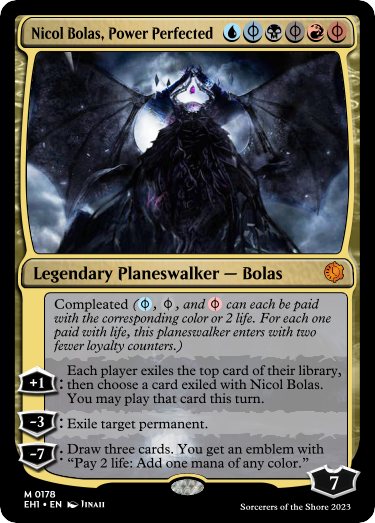 Nicol Bolas, Power Perfected
Legendary Planeswalker — Bolas
Compleated (ɸ, ɸ, and ɸ can each be paid
with the corresponding color or 2 life. For each one
paid with life, this planeswalker enters with two
fewer loyalty counters.)
+1: Each player exiles the top card of their library,
then choose a card exiled with Nicol Bolas.
You may play that card this turn.
-3: Exile target permanent.
-7: Draw three cards. You get an emblem with
“Pay 2 life: Add one mana of any color.”
7
M 0178
EH1 • EN JINAII
Sorcerers of the Shore 2023